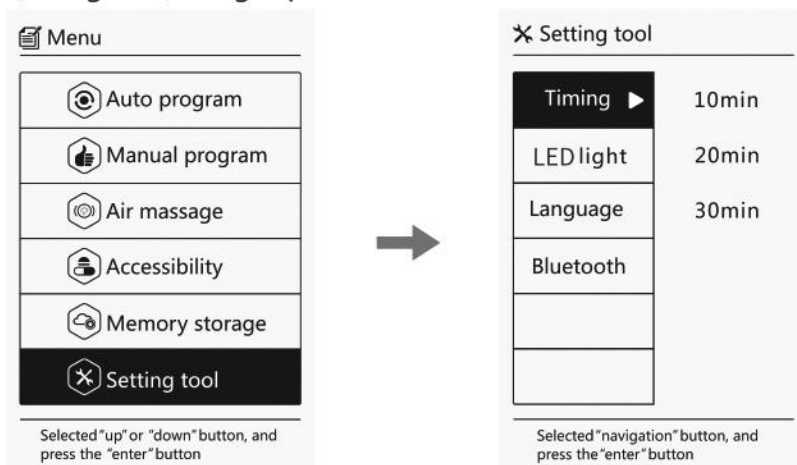 Menu
Auto program
Manual program
Air massage
Accessibility
Memory storage
Setting tool
Selected "up" or "down" button, and
press the "enter" button
Setting tool
Timing 10min
LED light 20min
Language 30min
Bluetooth
Selected "navigation" button, and
press the "enter" button